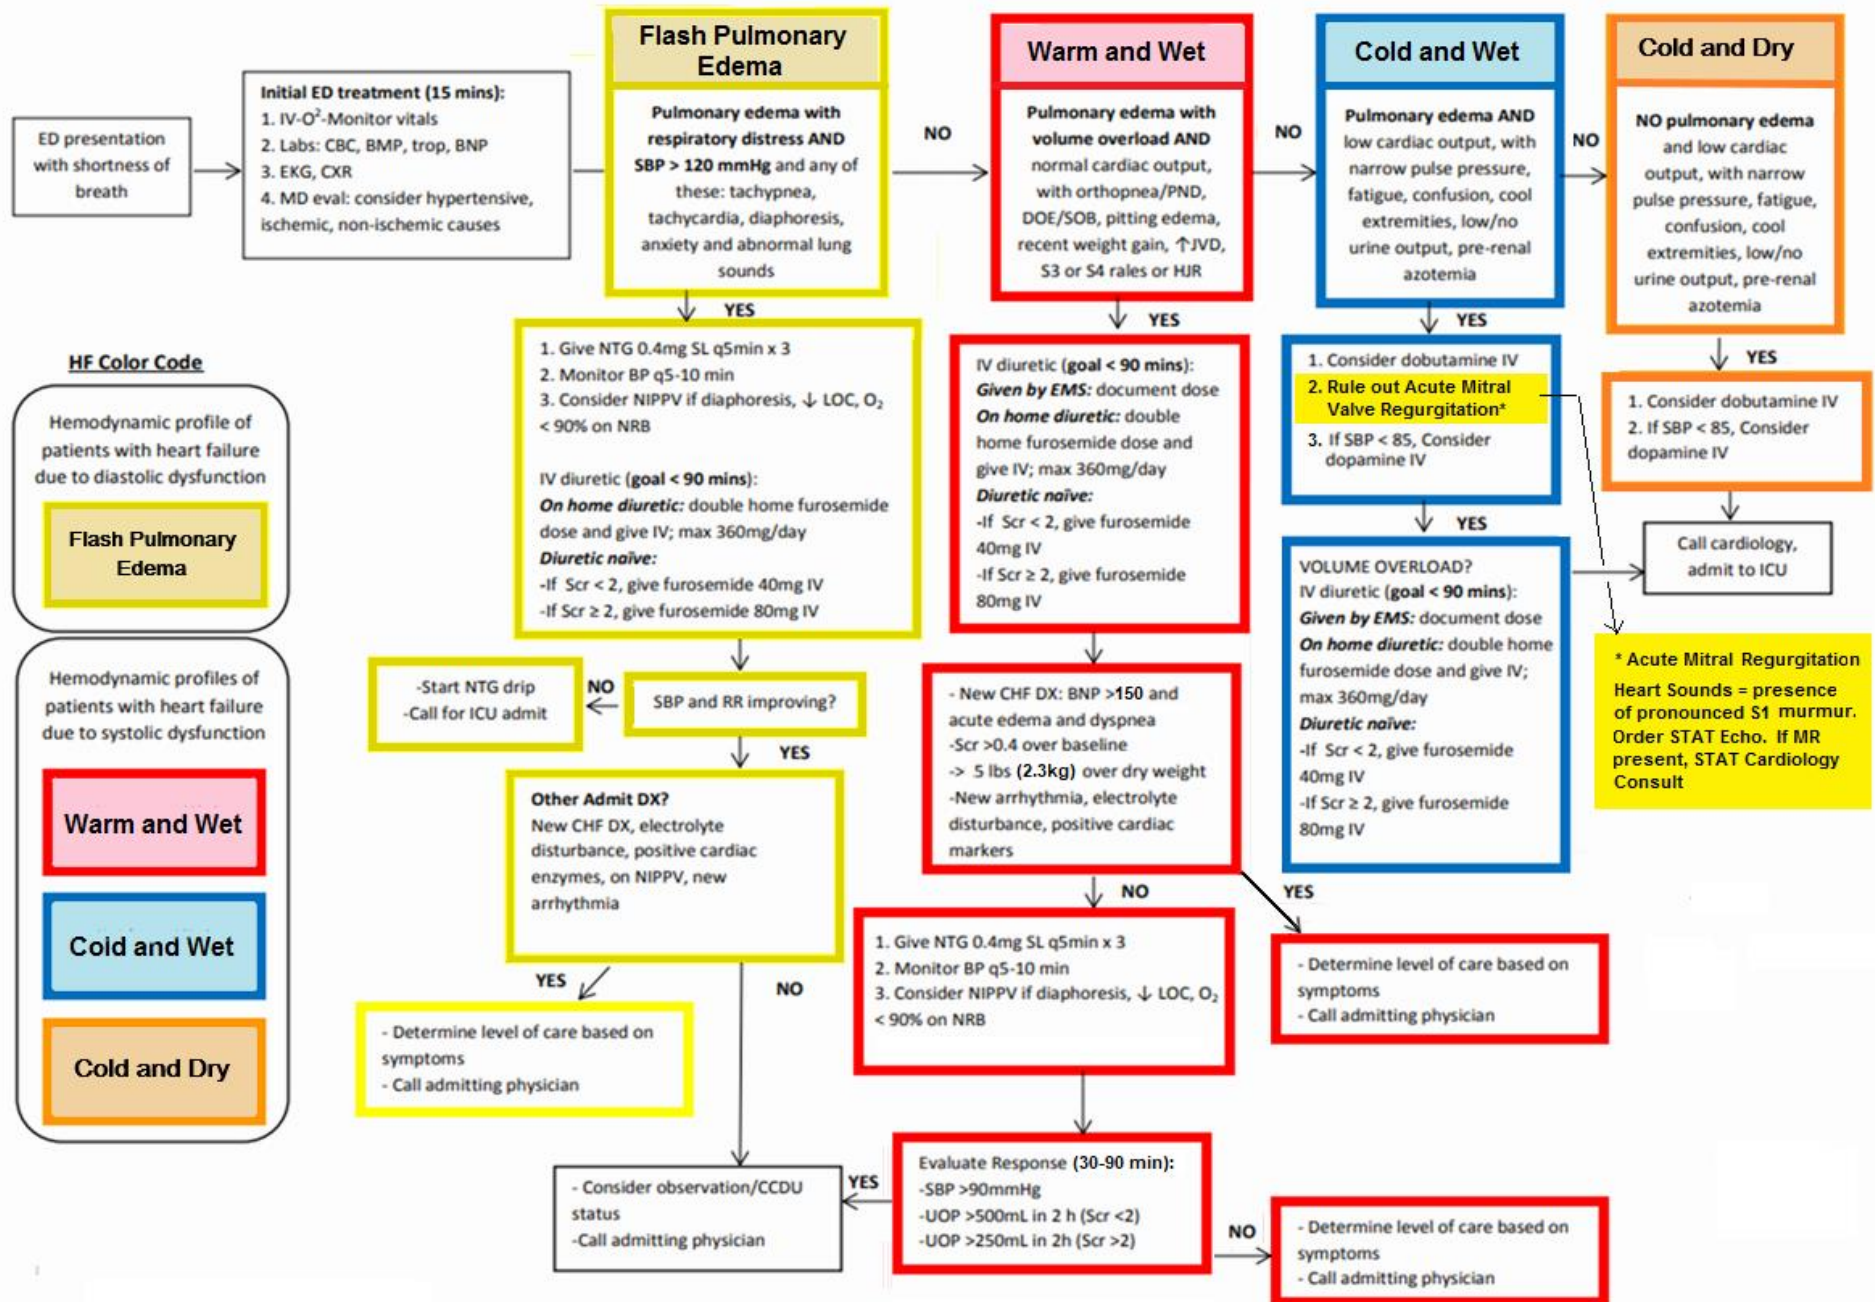 ED presentation
with shortness of
breath
Initial ED treatment (15 mins):
1. IV-O²-Monitor vitals
2. Labs: CBC, BMP, trop, BNP
3. EKG, CXR
4. MD eval: consider hypertensive,
ischemic, non-ischemic causes
Flash Pulmonary
Edema
Pulmonary edema with
respiratory distress AND
SBP > 120 mmHg and any of
these: tachypnea,
tachycardia, diaphoresis,
anxiety and abnormal lung
sounds
NO
Warm and Wet
Pulmonary edema with
volume overload AND
normal cardiac output,
with orthopnea/PND,
DOE/SOB, pitting edema,
recent weight gain, ↑JVD,
S3 or S4 rales or HJR
NO
Cold and Wet
Pulmonary edema AND
low cardiac output, with
narrow pulse pressure,
fatigue, confusion, cool
extremities, low/no
urine output, pre-renal
azotemia
NO
Cold and Dry
NO pulmonary edema
and low cardiac
output, with narrow
pulse pressure, fatigue,
confusion, cool
extremities, low/no
urine output, pre-renal
azotemia
YES
1. Give NTG 0.4mg SL q5min x 3
2. Monitor BP q5-10 min
3. Consider NIPPV if diaphoresis, ↓ LOC, O₂
< 90% on NRB
IV diuretic (goal < 90 mins):
On home diuretic: double home furosemide
dose and give IV; max 360mg/day
Diuretic naïve:
-If Scr < 2, give furosemide 40mg IV
-If Scr ≥ 2, give furosemide 80mg IV
SBP and RR improving?
NO
-Start NTG drip
-Call for ICU admit
YES
Other Admit DX?
New CHF DX, electrolyte
disturbance, positive cardiac
enzymes, on NIPPV, new
arrhythmia
YES
- Determine level of care based on
symptoms
- Call admitting physician
NO
- Consider observation/CCDU
status
-Call admitting physician
YES
IV diuretic (goal < 90 mins):
Given by EMS: document dose
On home diuretic: double
home furosemide dose and
give IV; max 360mg/day
Diuretic naïve:
-If Scr < 2, give furosemide
40mg IV
-If Scr ≥ 2, give furosemide
80mg IV
- New CHF DX: BNP >150 and
acute edema and dyspnea
-Scr >0.4 over baseline
-> 5 lbs (2.3kg) over dry weight
-New arrhythmia, electrolyte
disturbance, positive cardiac
markers
YES
- Determine level of care based on
symptoms
- Call admitting physician
NO
1. Give NTG 0.4mg SL q5min x 3
2. Monitor BP q5-10 min
3. Consider NIPPV if diaphoresis, ↓ LOC, O₂
< 90% on NRB
Evaluate Response (30-90 min):
-SBP >90mmHg
-UOP >500mL in 2 h (Scr <2)
-UOP >250mL in 2h (Scr >2)
YES
NO
- Determine level of care based on
symptoms
- Call admitting physician
YES
1. Consider dobutamine IV
2. Rule out Acute Mitral
Valve Regurgitation*
3. If SBP < 85, Consider
dopamine IV
YES
VOLUME OVERLOAD?
IV diuretic (goal < 90 mins):
Given by EMS: document dose
On home diuretic: double home
furosemide dose and give IV;
max 360mg/day
Diuretic naïve:
-If Scr < 2, give furosemide
40mg IV
-If Scr ≥ 2, give furosemide
80mg IV
YES
1. Consider dobutamine IV
2. If SBP < 85, Consider
dopamine IV
Call cardiology,
admit to ICU
* Acute Mitral Regurgitation
Heart Sounds = presence
of pronounced S1 murmur.
Order STAT Echo. If MR
present, STAT Cardiology
Consult
HF Color Code
Hemodynamic profile of
patients with heart failure
due to diastolic dysfunction
Flash Pulmonary
Edema
Hemodynamic profiles of
patients with heart failure
due to systolic dysfunction
Warm and Wet
Cold and Wet
Cold and Dry